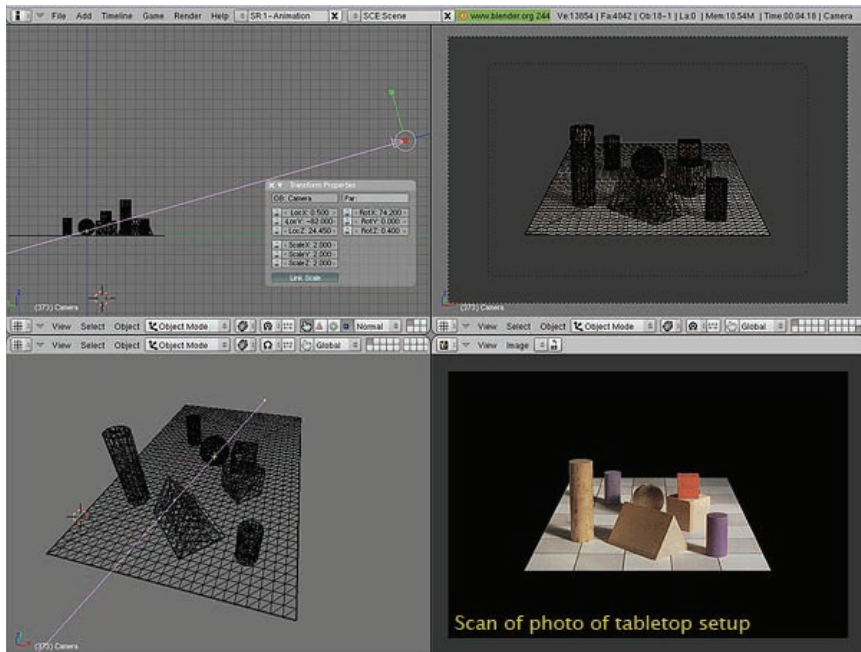 File Add Timeline Game Render Help SR:1-Animation X SCE:Scene X www.blender.org 244 Ve:13854 | Fa:4042 | Ob:18-1 | La:0 | Mem:10.54M | Time:00:04.18 | Camera
X Transform Properties
OB: Camera Par:
LocX: 0.500 RotX: 74.200
LocY: -82.000 RotY: 0.000
LocZ: 24.450 RotZ: 0.400
ScaleX: 2.000
ScaleY: 2.000
ScaleZ: 2.000
Link Scale
(373) Camera
(373) Camera
View Select Object Object Mode Normal
View Select Object Object Mode Global
View Select Object Object Mode Global
View Image
(373) Camera
Scan of photo of tabletop setup